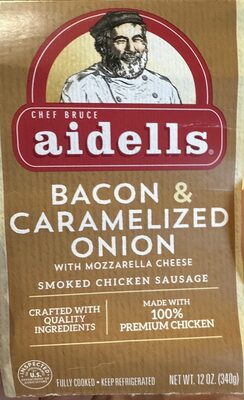 CHEF BRUCE
aidells®
BACON &
CARAMELIZED
ONION
WITH MOZZARELLA CHEESE
SMOKED CHICKEN SAUSAGE
CRAFTED WITH
QUALITY
INGREDIENTS
MADE WITH
100%
PREMIUM CHICKEN
INSPECTED
U.S.
FULLY COOKED • KEEP REFRIGERATED
NET WT. 12 OZ. (340g)